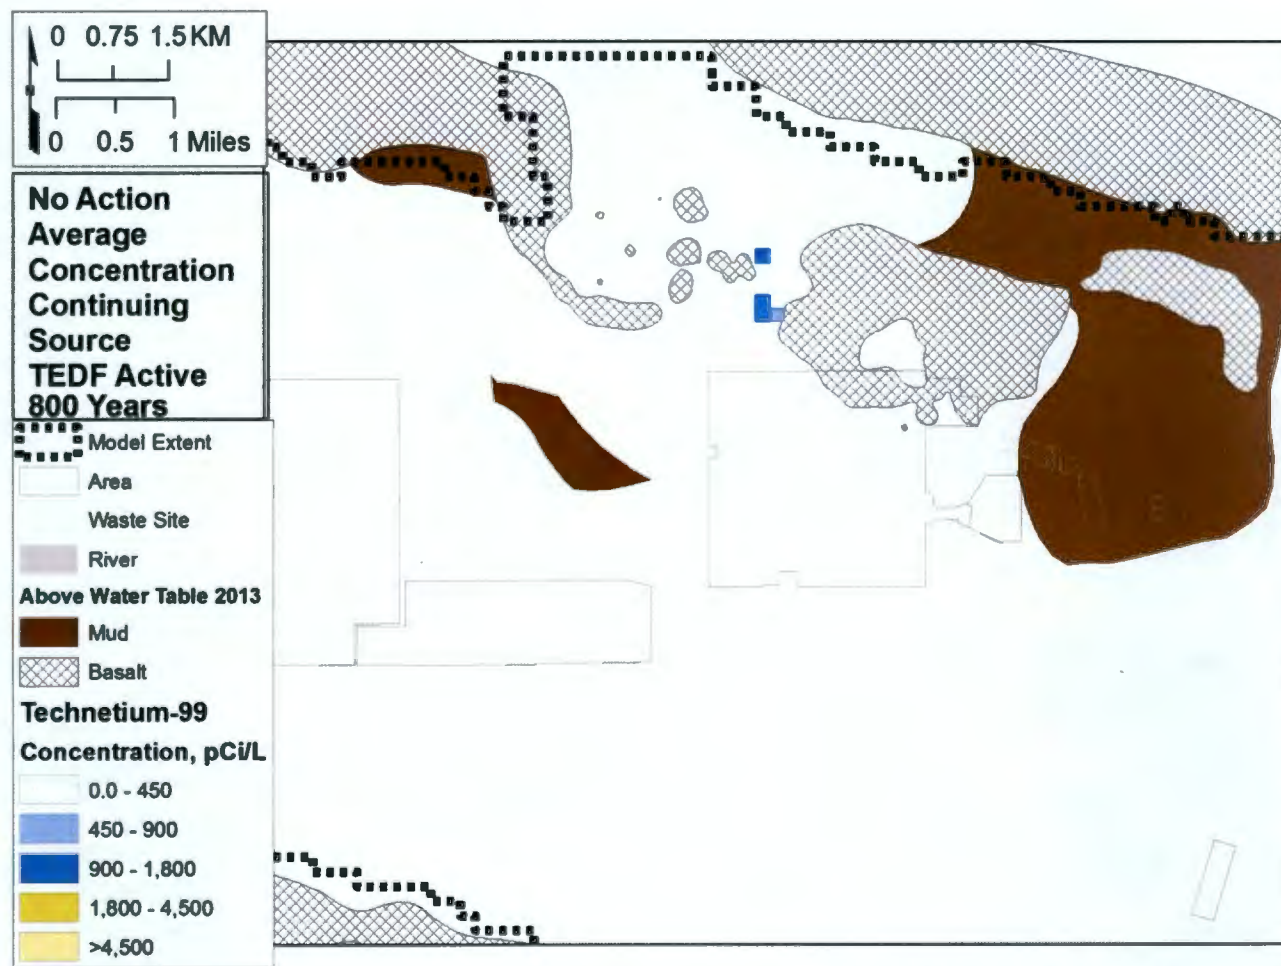 0 0.75 1.5 KM
0 0.5 1 Miles
No Action
Average
Concentration
Continuing
Source
TEDF Active
800 Years
Model Extent
Area
Waste Site
River
Above Water Table 2013
Mud
Basalt
Technetium-99
Concentration, pCi/L
0.0 - 450
450 - 900
900 - 1,800
1,800 - 4,500
>4,500